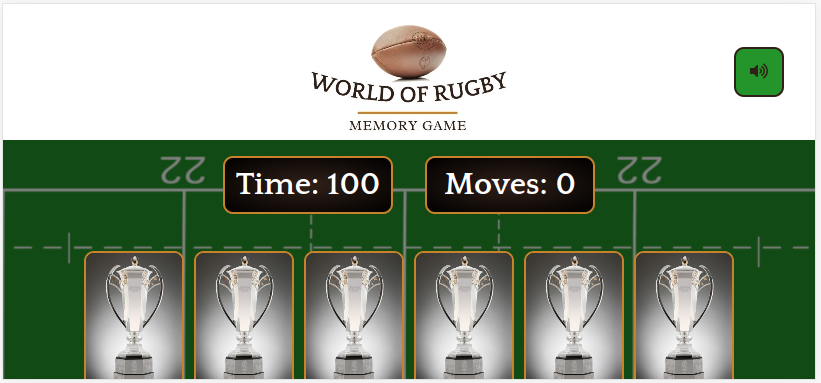 WORLD OF RUGBY
MEMORY GAME
22
Time: 100
Moves: 0
22